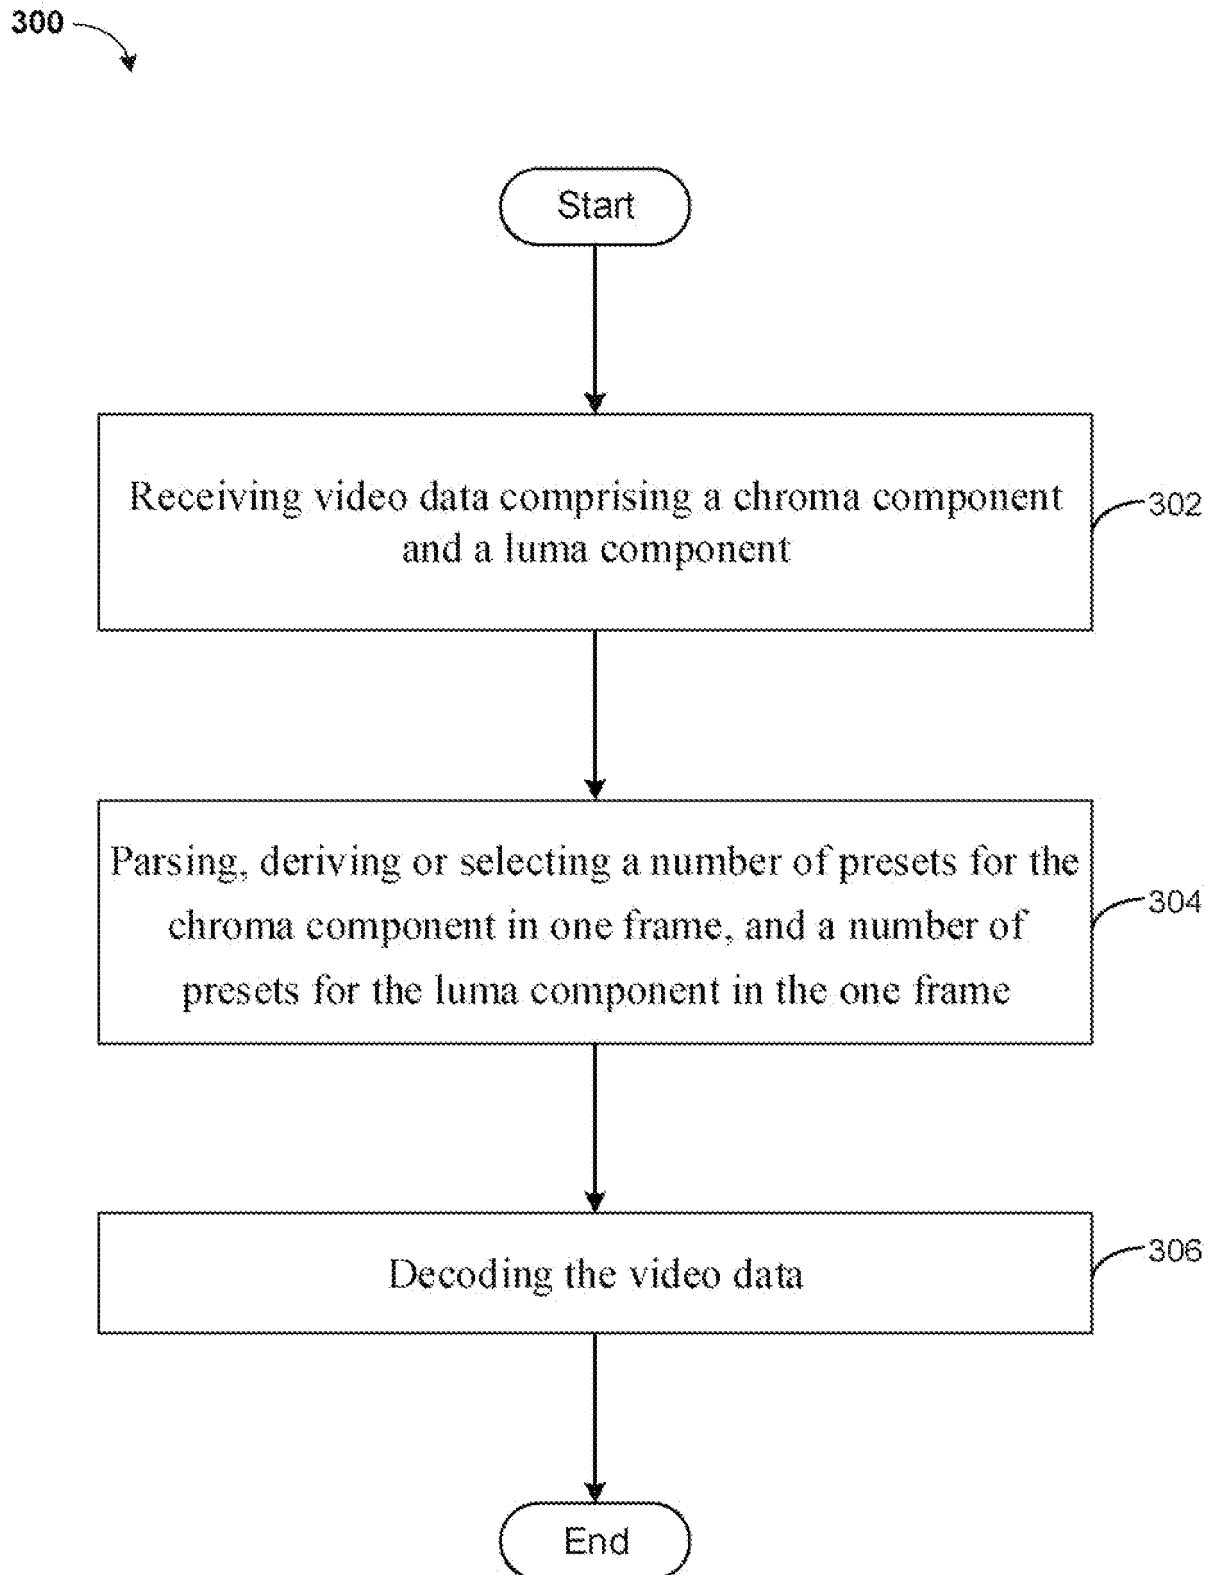 300
Start
Receiving video data comprising a chroma component
and a luma component
302
Parsing, deriving or selecting a number of presets for the
chroma component in one frame, and a number of
presets for the luma component in the one frame
304
Decoding the video data
306
End